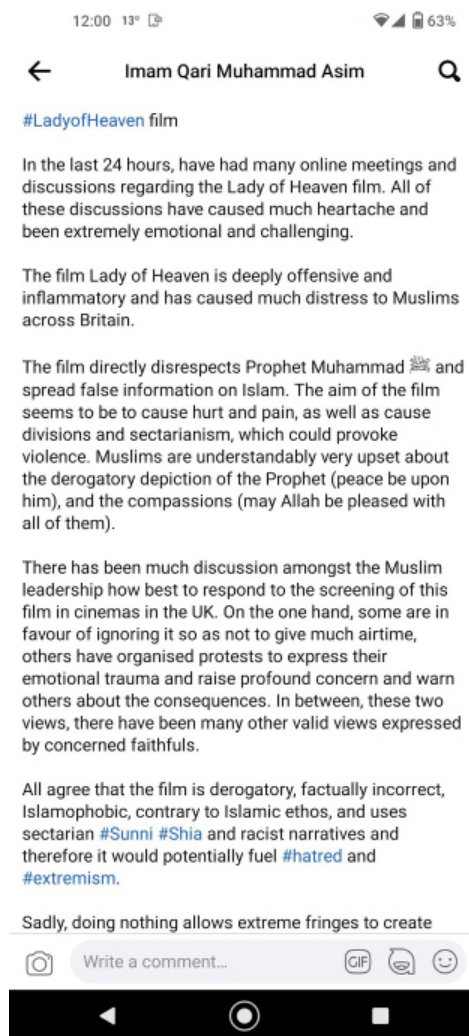 12:00 13°
63%
Imam Qari Muhammad Asim
#LadyofHeaven film
In the last 24 hours, have had many online meetings and
discussions regarding the Lady of Heaven film. All of
these discussions have caused much heartache and
been extremely emotional and challenging.
The film Lady of Heaven is deeply offensive and
inflammatory and has caused much distress to Muslims
across Britain.
The film directly disrespects Prophet Muhammad ﷺ and
spread false information on Islam. The aim of the film
seems to be to cause hurt and pain, as well as cause
divisions and sectarianism, which could provoke
violence. Muslims are understandably very upset about
the derogatory depiction of the Prophet (peace be upon
him), and the compassions (may Allah be pleased with
all of them).
There has been much discussion amongst the Muslim
leadership how best to respond to the screening of this
film in cinemas in the UK. On the one hand, some are in
favour of ignoring it so as not to give much airtime,
others have organised protests to express their
emotional trauma and raise profound concern and warn
others about the consequences. In between, these two
views, there have been many other valid views expressed
by concerned faithfuls.
All agree that the film is derogatory, factually incorrect,
Islamophobic, contrary to Islamic ethos, and uses
sectarian #Sunni #Shia and racist narratives and
therefore it would potentially fuel #hatred and
#extremism.
Sadly, doing nothing allows extreme fringes to create
Write a comment...
GIF